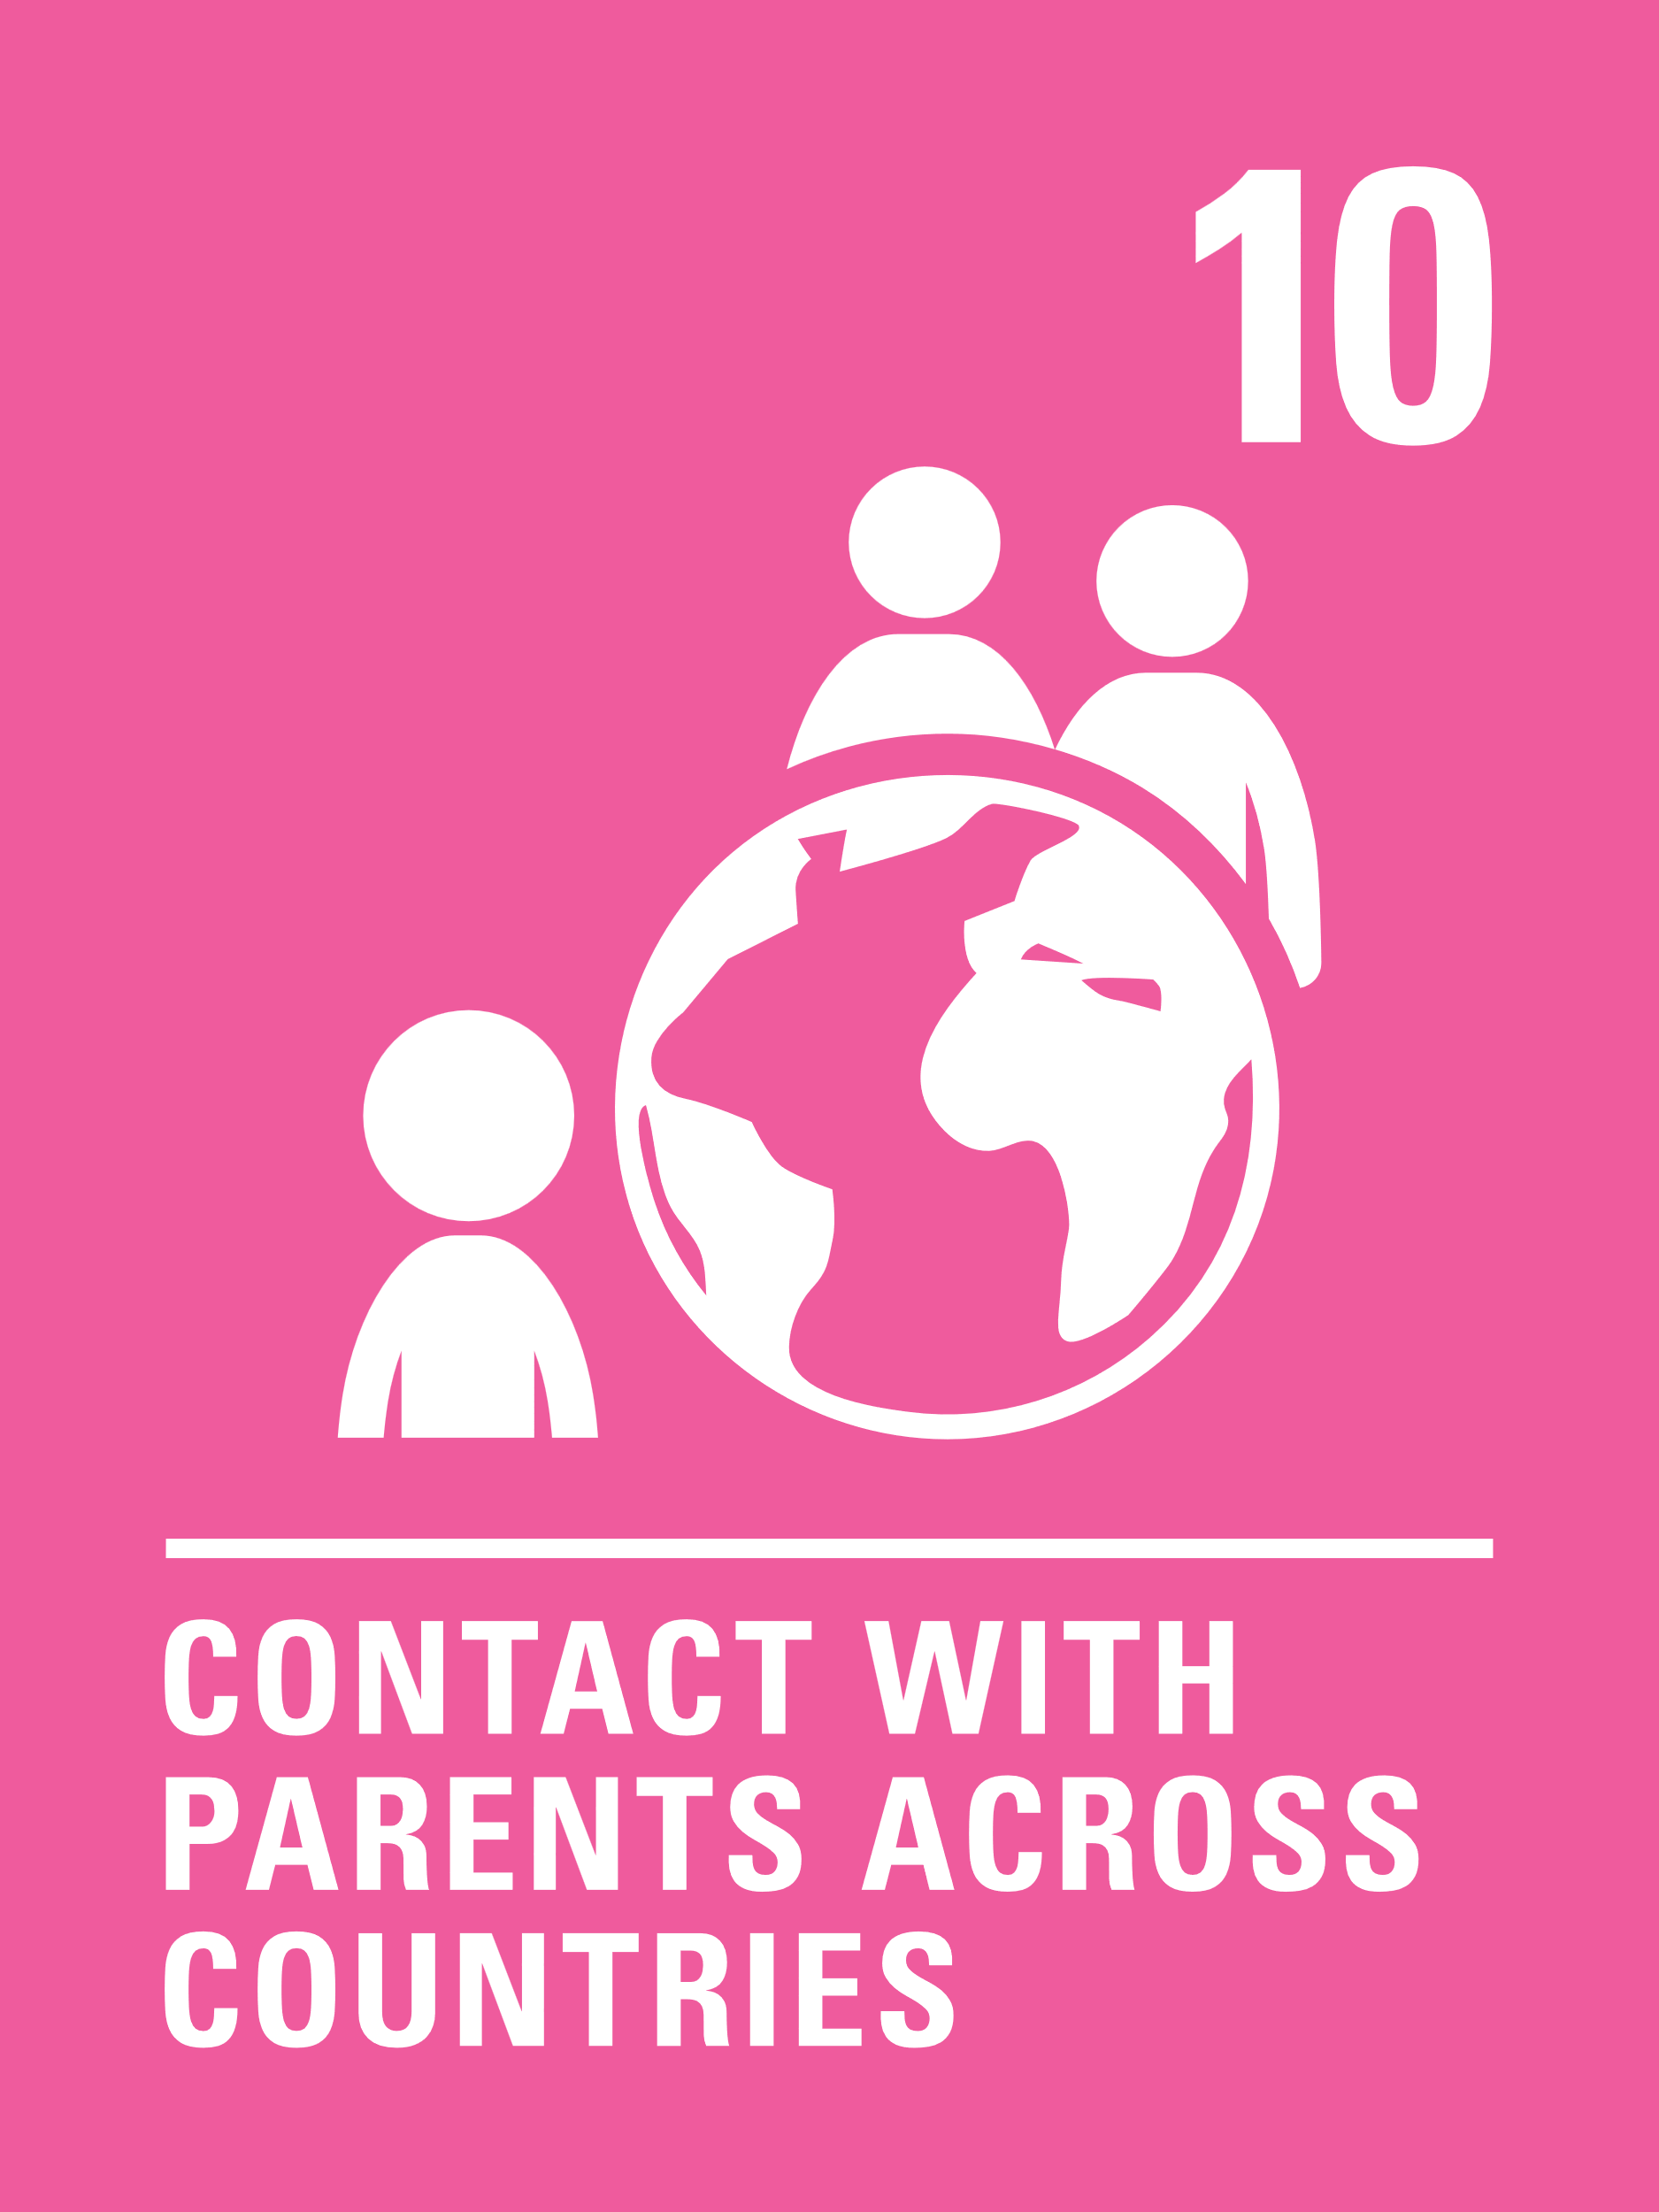 10
CONTACT WITH
PARENTS ACROSS
COUNTRIES